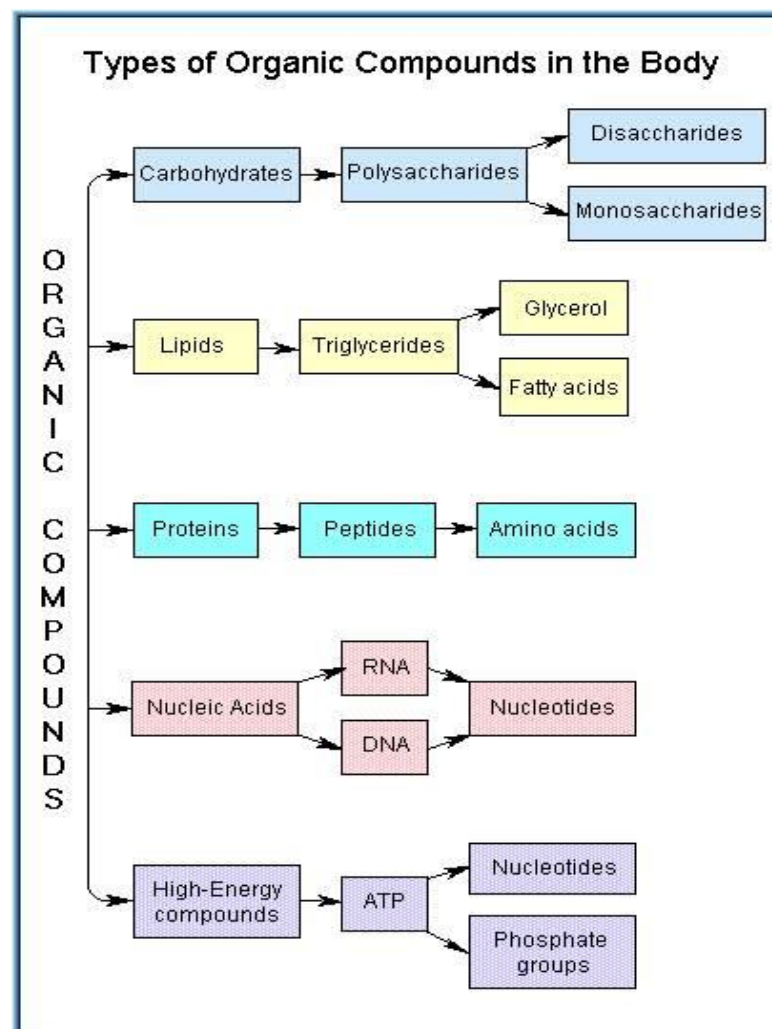 Types of Organic Compounds in the Body
ORGANIC COMPOUNDS
Carbohydrates
Polysaccharides
Disaccharides
Monosaccharides
Lipids
Triglycerides
Glycerol
Fatty acids
Proteins
Peptides
Amino acids
Nucleic Acids
RNA
DNA
Nucleotides
High-Energy
compounds
ATP
Nucleotides
Phosphate
groups